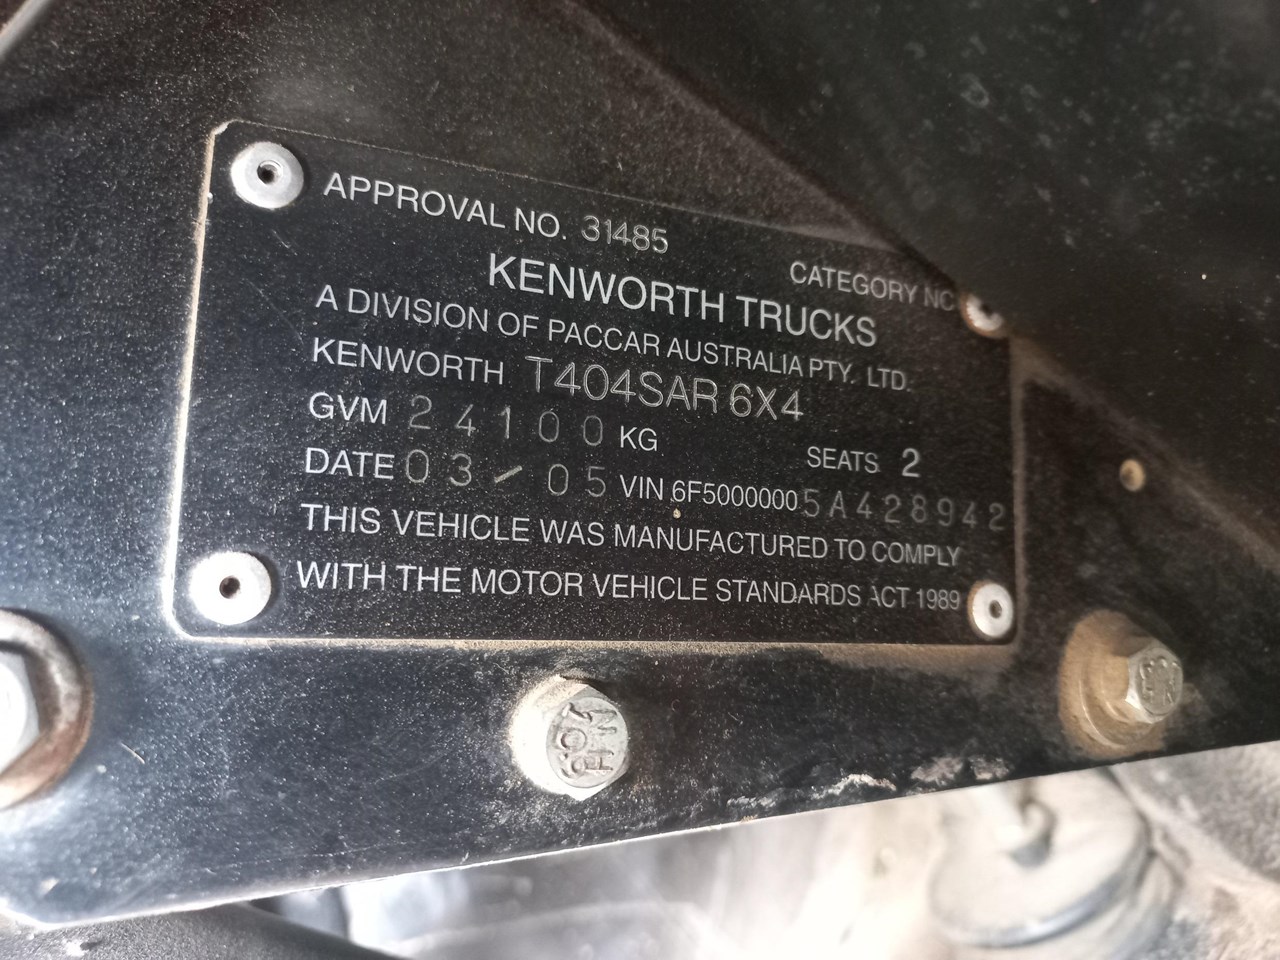 APPROVAL NO. 31485
CATEGORY NC
KENWORTH TRUCKS
A DIVISION OF PACCAR AUSTRALIA PTY. LTD.
KENWORTH T404SAR 6X4
GVM 24100 KG SEATS 2
DATE 03/05 VIN 6F50000005A428942
THIS VEHICLE WAS MANUFACTURED TO COMPLY
WITH THE MOTOR VEHICLE STANDARDS ACT 1989